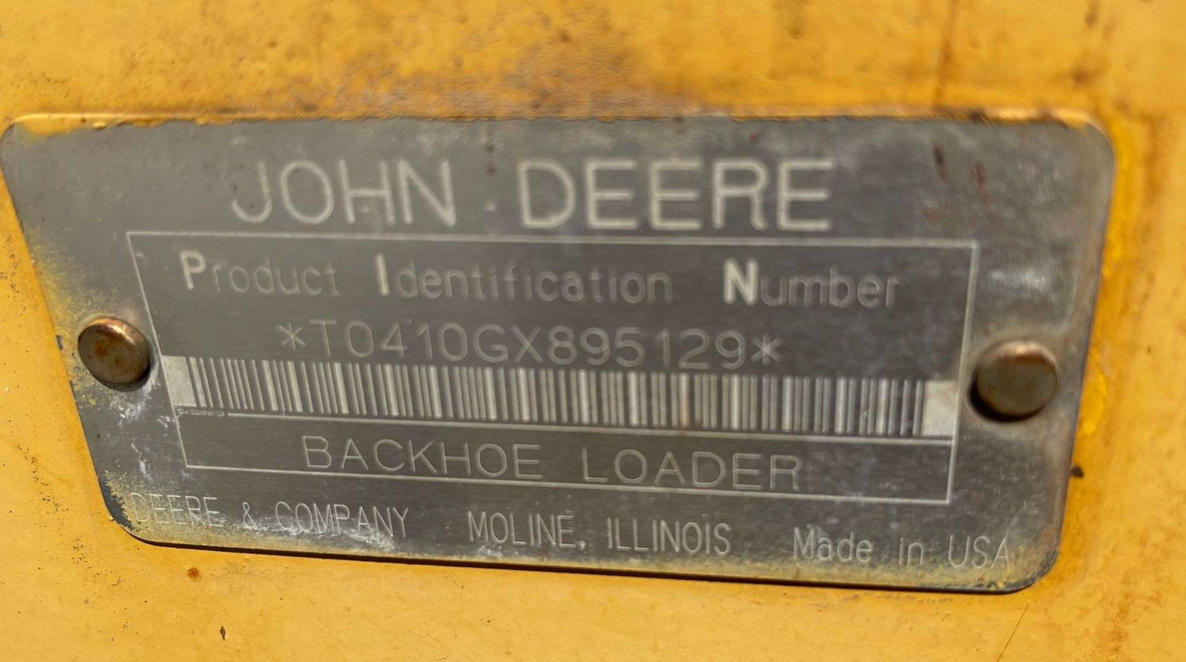 JOHN DEERE
Product Identification Number
*T0410GX895129*
BACKHOE LOADER
DEERE & COMPANY MOLINE, ILLINOIS Made in USA